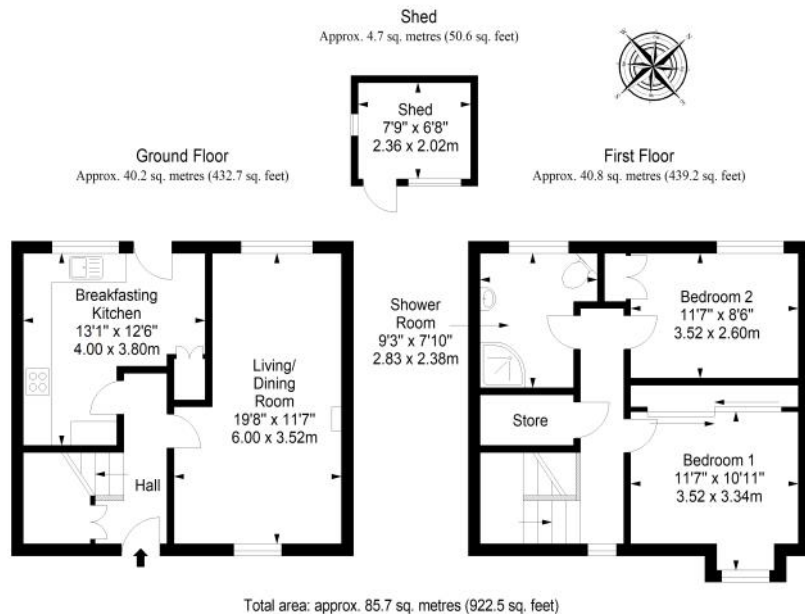 Shed
Approx. 4.7 sq. metres (50.6 sq. feet)
Shed
7'9" x 6'8"
2.36 x 2.02m
Ground Floor
Approx. 40.2 sq. metres (432.7 sq. feet)
First Floor
Approx. 40.8 sq. metres (439.2 sq. feet)
Breakfasting
Kitchen
13'1" x 12'6"
4.00 x 3.80m
Living/
Dining
Room
19'8" x 11'7"
6.00 x 3.52m
Hall
Shower
Room
9'3" x 7'10"
2.83 x 2.38m
Bedroom 2
11'7" x 8'6"
3.52 x 2.60m
Store
Bedroom 1
11'7" x 10'11"
3.52 x 3.34m
Total area: approx. 85.7 sq. metres (922.5 sq. feet)